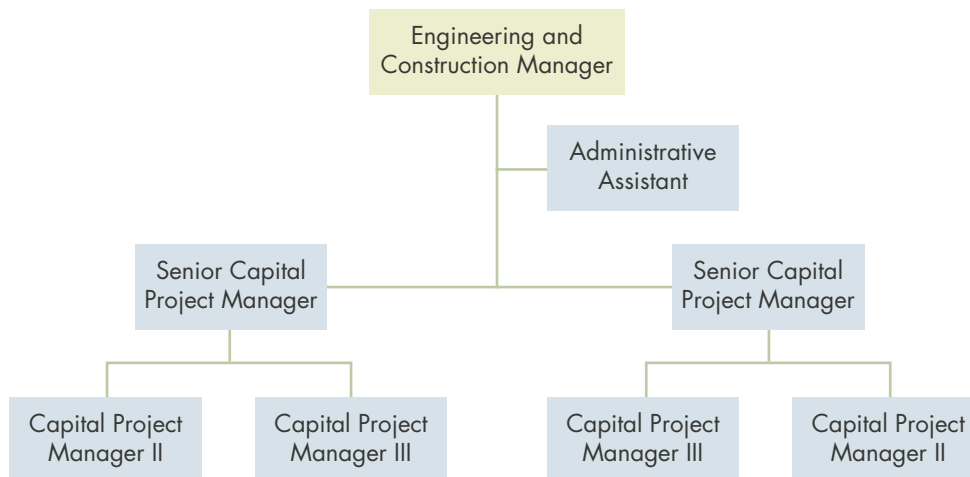 Engineering and
Construction Manager
Administrative
Assistant
Senior Capital
Project Manager
Senior Capital
Project Manager
Capital Project
Manager II
Capital Project
Manager III
Capital Project
Manager III
Capital Project
Manager II